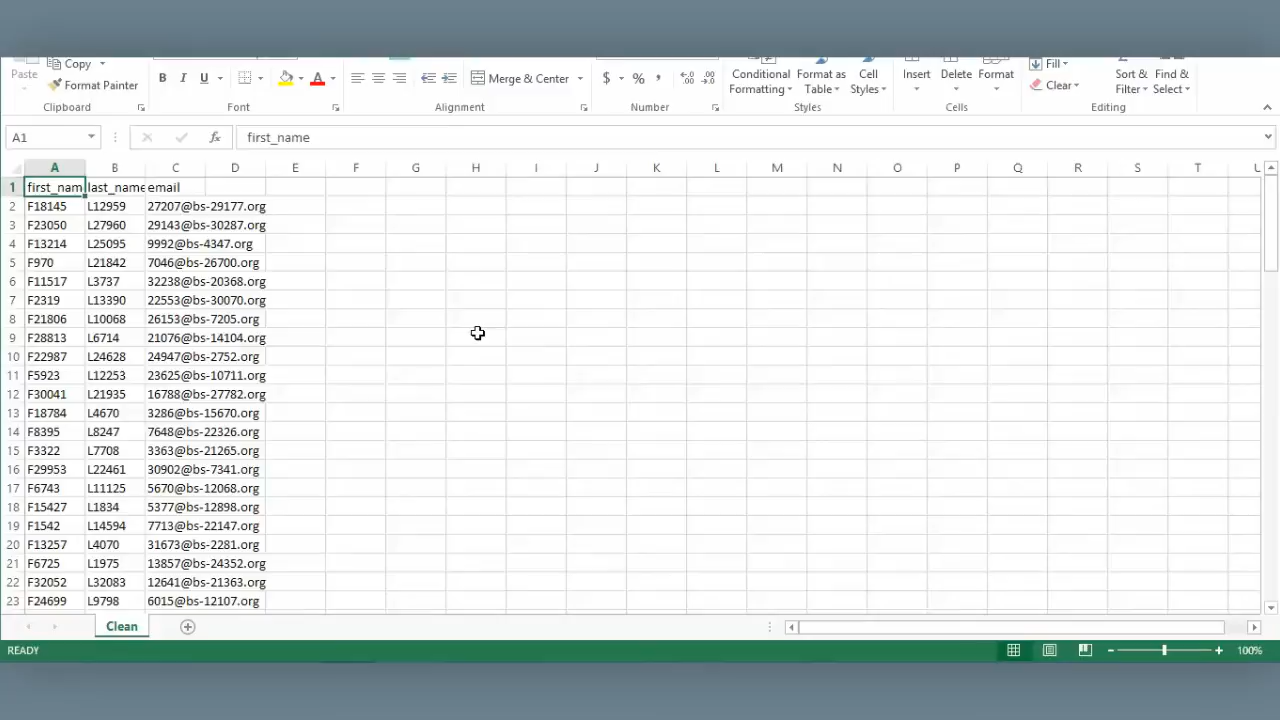 Paste Copy
Format Painter
B I U A Merge & Center $ % , Conditional Formatting Formatas Table Cell Styles Insert Delete Format Fill Clear Sort & Filter Find & Select
Clipboard Font Alignment Number Styles Cells Editing
A1 fx first_name
A B C D E F G H I J K L M N O P Q R S T U
1 first_nam last_name email
2 F18145 L12959 27207@bs-29177.org
3 F23050 L27960 29143@bs-30287.org
4 F13214 L25095 9992@bs-4347.org
5 F970 L21842 7046@bs-26700.org
6 F11517 L3737 32238@bs-20368.org
7 F2319 L13390 22553@bs-30070.org
8 F21806 L10068 26153@bs-7205.org
9 F28813 L6714 21076@bs-14104.org
10 F22987 L24628 24947@bs-2752.org
11 F5923 L12253 23625@bs-10711.org
12 F30041 L21935 16788@bs-27782.org
13 F18784 L4670 3286@bs-15670.org
14 F8395 L8247 7648@bs-22326.org
15 F3322 L7708 3363@bs-21265.org
16 F29953 L22461 30902@bs-7341.org
17 F6743 L11125 5670@bs-12068.org
18 F15427 L1834 5377@bs-12898.org
19 F1542 L14594 7713@bs-22147.org
20 F13257 L4070 31673@bs-2281.org
21 F6725 L1975 13857@bs-24352.org
22 F32052 L32083 12641@bs-21363.org
23 F24699 L9798 6015@bs-12107.org
Clean
READY 100%